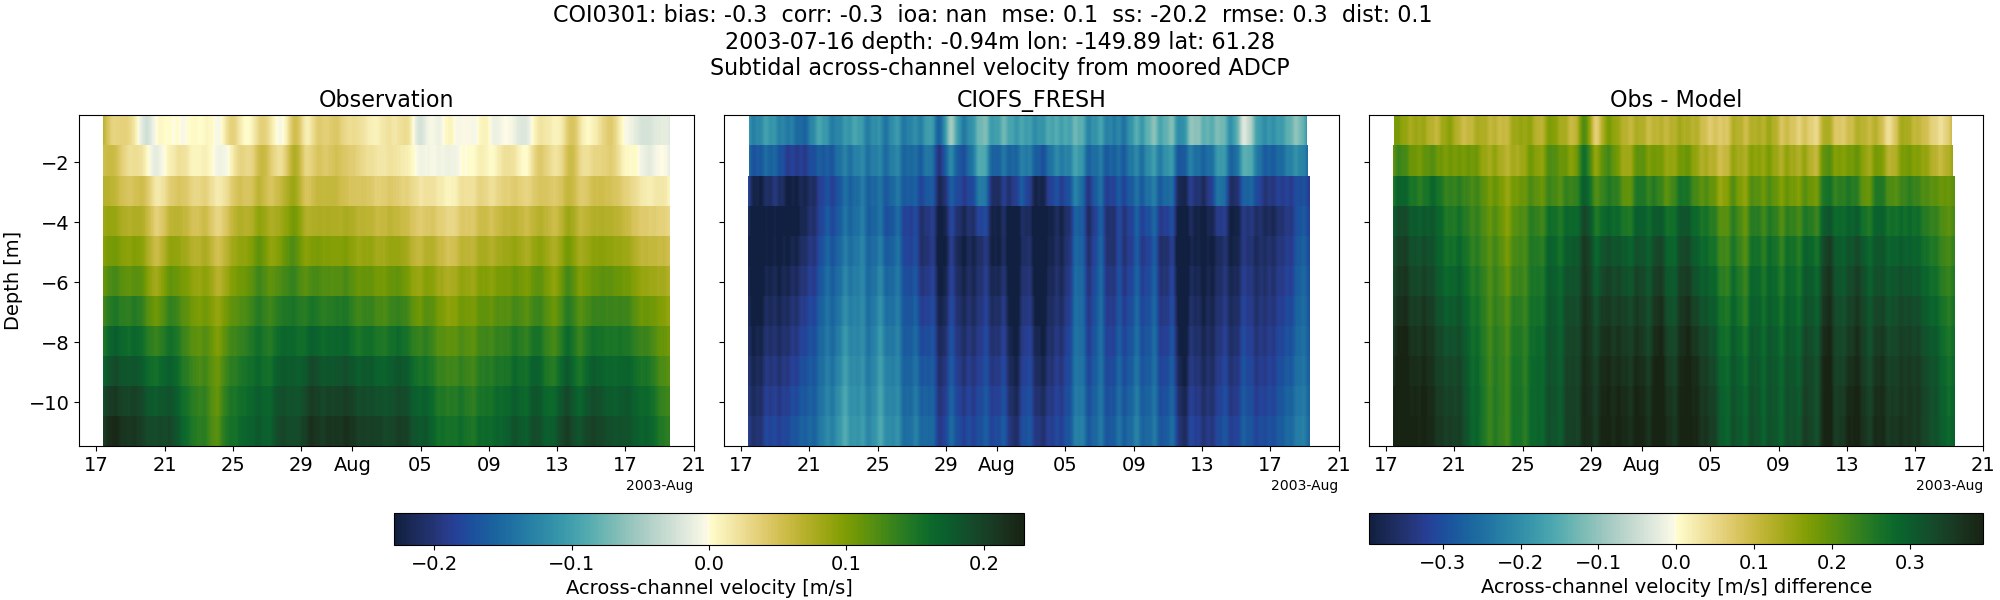 COI0301: bias: -0.3 corr: -0.3 ioa: nan mse: 0.1 ss: -20.2 rmse: 0.3 dist: 0.1
2003-07-16 depth: -0.94m lon: -149.89 lat: 61.28
Subtidal across-channel velocity from moored ADCP
Observation
CIOFS_FRESH
Obs - Model
Depth [m]
−2
−4
−6
−8
−10
17 21 25 29 Aug 05 09 13 17 21
2003-Aug
17 21 25 29 Aug 05 09 13 17 21
2003-Aug
17 21 25 29 Aug 05 09 13 17 21
2003-Aug
−0.2 −0.1 0.0 0.1 0.2
Across-channel velocity [m/s]
−0.3 −0.2 −0.1 0.0 0.1 0.2 0.3
Across-channel velocity [m/s] difference